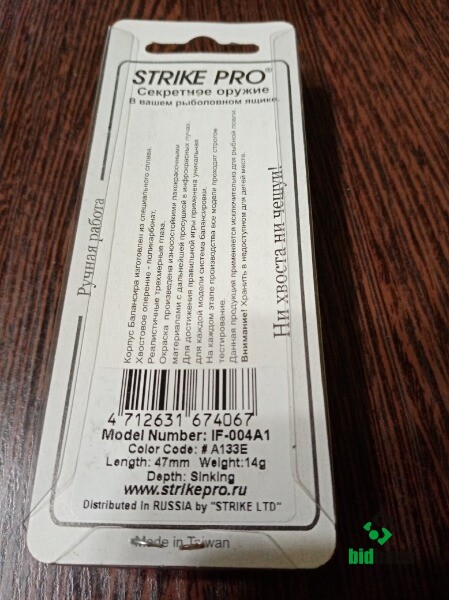 STRIKE PRO®
Секретное оружие
В вашем рыболовном ящике.
Ручная работа
Корпус Балансира изготовлен из специального сплава.
Хвостовое оперение - поликарбонат.
Реалистичные трехмерные глаза.
Окраска произведена износостойкими лакокрасочными
материалами с дальнейшей просушкой в инфрокрасных лучах.
Для достижения правильной игры применена уникальная
для каждой модели система балансировки.
На каждом этапе производства все модели проходят строгое
тестирование.
Данная продукция применяется исключительно для рыбной ловли.
Внимание! Хранить в недоступном для детей месте.
Ни хвоста ни чешуи!
4 712631 674067
Model Number: IF-004A1
Color Code: # A133E
Length: 47mm Weight:14g
Depth: Sinking
www.strikepro.ru
Distributed in RUSSIA by "STRIKE LTD"
Made in Taiwan
bid